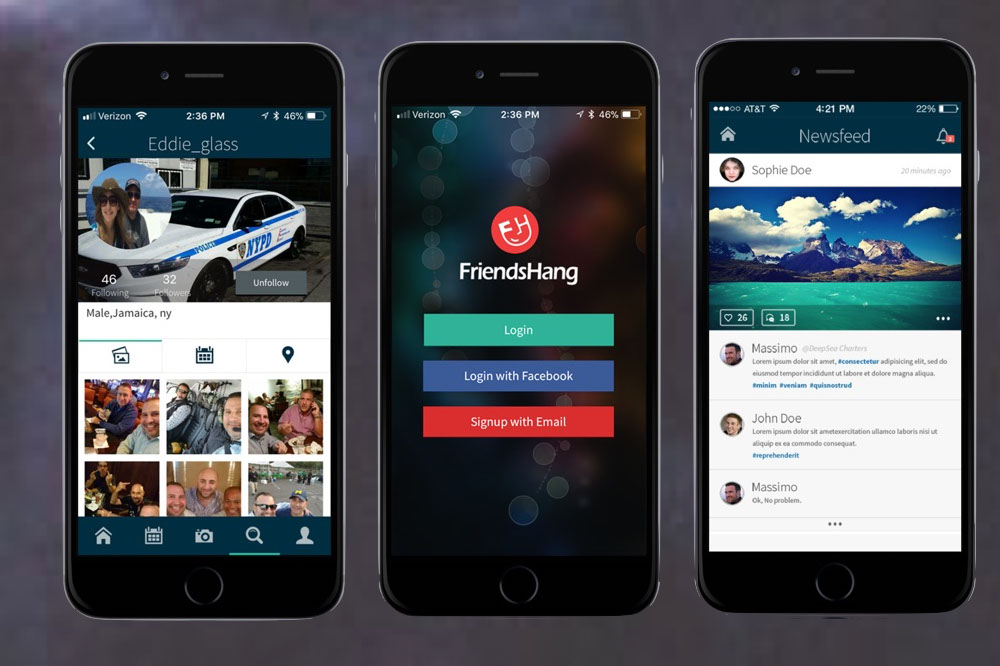 Verizon 2:36 PM 46%
Eddie_glass
POLICE NYPD
46 32
Following Followers
Unfollow
Male,Jamaica, ny
Verizon 2:36 PM 46%
FH
FriendsHang
Login
Login with Facebook
Signup with Email
AT&T 4:21 PM 22%
Newsfeed
Sophie Doe 20 minutes ago
26 18
Massimo @DeepSea Charters
Lorem ipsum dolor sit amet, #consectetur adipisicing elit, sed do
eiusmod tempor incididunt ut labore et dolore magna aliqua.
#minim #veniam #quisnostrud
John Doe
Lorem ipsum dolor sit ametexercitation ullamco laboris nisi ut
aliquip ex ea commodo consequat.
#reprehenderit
Massimo
Ok, No problem.